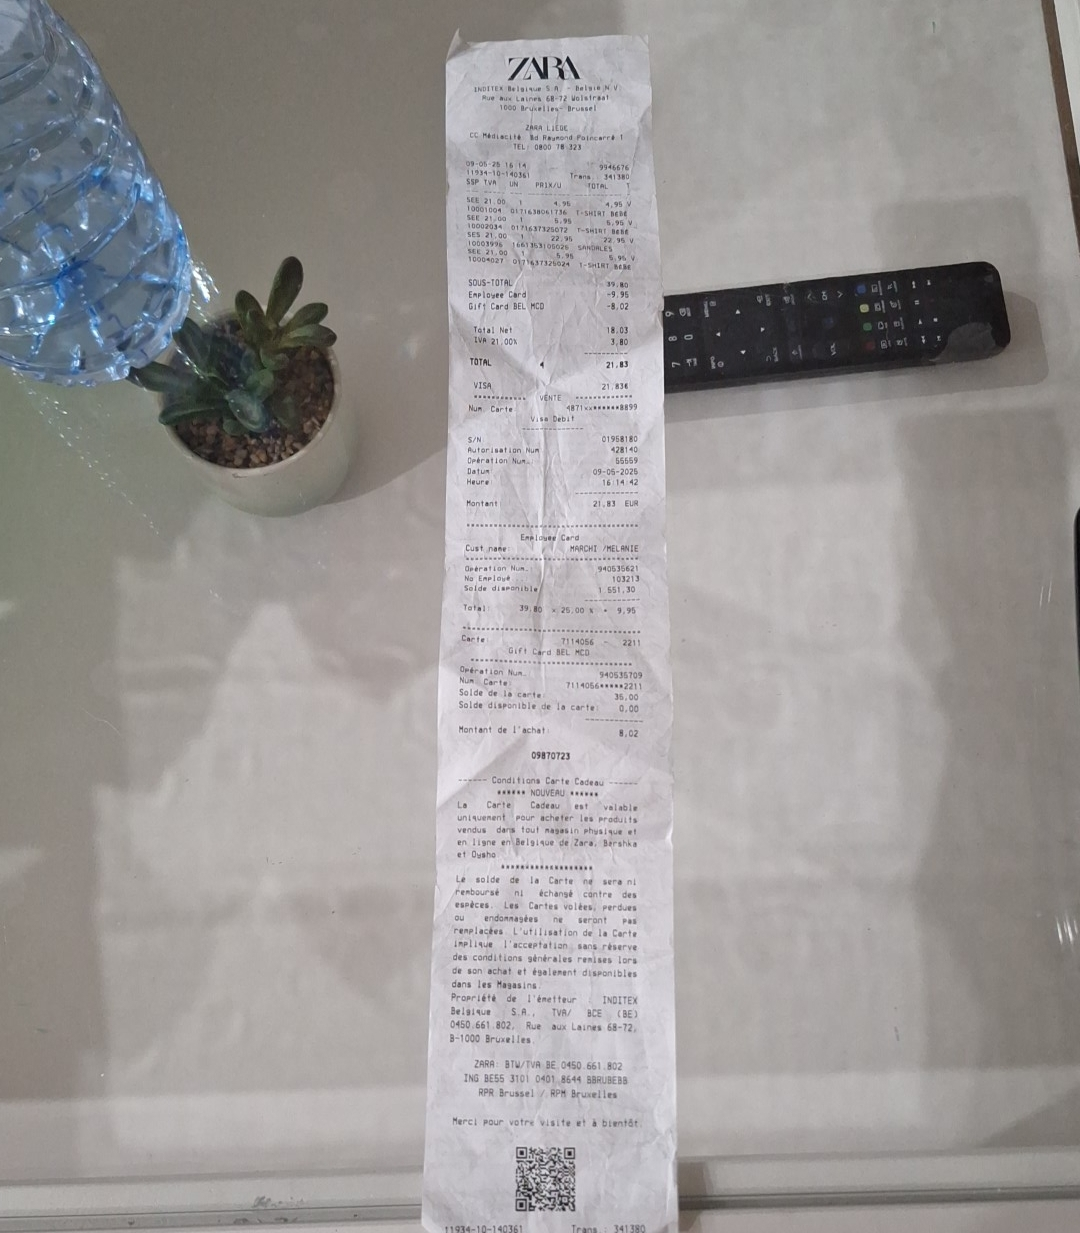 ZARA
INDITEX Belgique S.A. - België N.V
Rue aux Laines 68-72 Wolstraat
1000 Bruxelles- Brussel
ZARA LIEGE
CC Médiacité Bd Raymond Poincarré 1
TEL: 0800 78 323
09-05-25 16:14 9946676
11934-10-140361 Trans.: 341380
SSP TVA UN PRIX/U TOTAL T
SEE 21.00 1 4,95 4,95 V
10001004 01716380 1736 T-SHIRT BEBE
SEE 21.00 1 5,95 5,95 V
10002034 0171637325072 T-SHIRT BEBE
SES 21.00 1 22,95 22,95 V
10003996 1661353105026 SANDALES
SEE 21.00 1 5,95 5,95 V
10004027 0171637325024 T-SHIRT BEBE
SOUS-TOTAL 39,80
Employee Card -9,95
Gift Card BEL MCD -8,02
Total Net 18,03
IVA 21,00% 3,80
TOTAL 4 21,83
VISA 21,83€
*********** VENTE ***********
Num. Carte 4871xx******8899
Visa Debit
S/N 01958180
Autorisation Num 428140
Opération Num.: 55559
Datum 09-05-2025
Heure 16:14:42
Montant: 21,83 EUR
Employee Card
Cust name: MARCHI /MELANIE
Opération Num.: 940535621
No Employé.. 103213
Solde disponible 1.551,30
Total: 39,80 x 25,00 % = 9,95
Carte: 7114056 - 2211
Gift Card BEL MCD
Opération Num. 940535709
Num Carte: 7114056*****2211
Solde de la carte: 35,00
Solde disponible de la carte: 0,00
Montant de l'achat: 8,02
09870723
------ Conditions Carte Cadeau ------
****** NOUVEAU ******
La Carte Cadeau est valable
uniquement pour acheter les produits
vendus dans tout magasin physique et
en ligne en Belgique de Zara, Bershka
et Oysho
Le solde de la Carte ne sera ni
remboursé ni échangé contre des
espèces. Les Cartes volées, perdues
ou endommagées ne seront pas
remplacées L'utilisation de la Carte
implique l'acceptation sans réserve
des conditions générales remises lors
de son achat et également disponibles
dans les Magasins.
Propriété de l'émetteur : INDITEX
Belgique S.A., TVA/ BCE (BE)
0450.661.802, Rue aux Laines 68-72,
B-1000 Bruxelles.
ZARA: BTW/TVA BE 0450.661.802
ING BE55 3101 0401 8644 BBRUBEBB
RPR Brussel / RPM Bruxelles
Merci pour votre visite et à bientôt.
11934-10-140361 Trans.: 341380